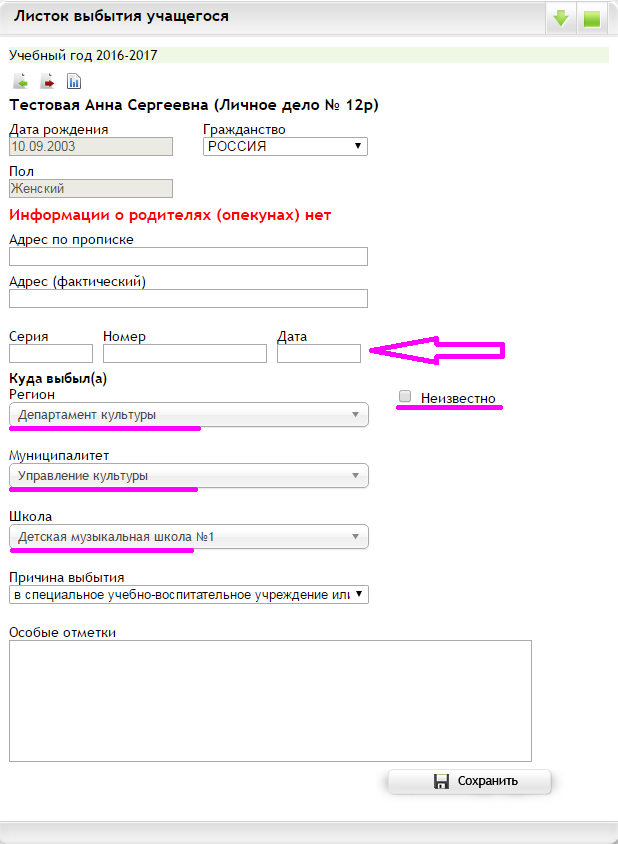 Листок выбытия учащегося
Учебный год 2016-2017
Тестовая Анна Сергеевна (Личное дело № 12р)
Дата рождения Гражданство
10.09.2003 РОССИЯ
Пол
Женский
Информации о родителях (опекунах) нет
Адрес по прописке
Адрес (фактический)
Серия Номер Дата
Куда выбыл(а)
Регион
Неизвестно
Департамент культуры
Муниципалитет
Управление культуры
Школа
Детская музыкальная школа №1
Причина выбытия
в специальное учебно-воспитательное учреждение или
Особые отметки
Сохранить